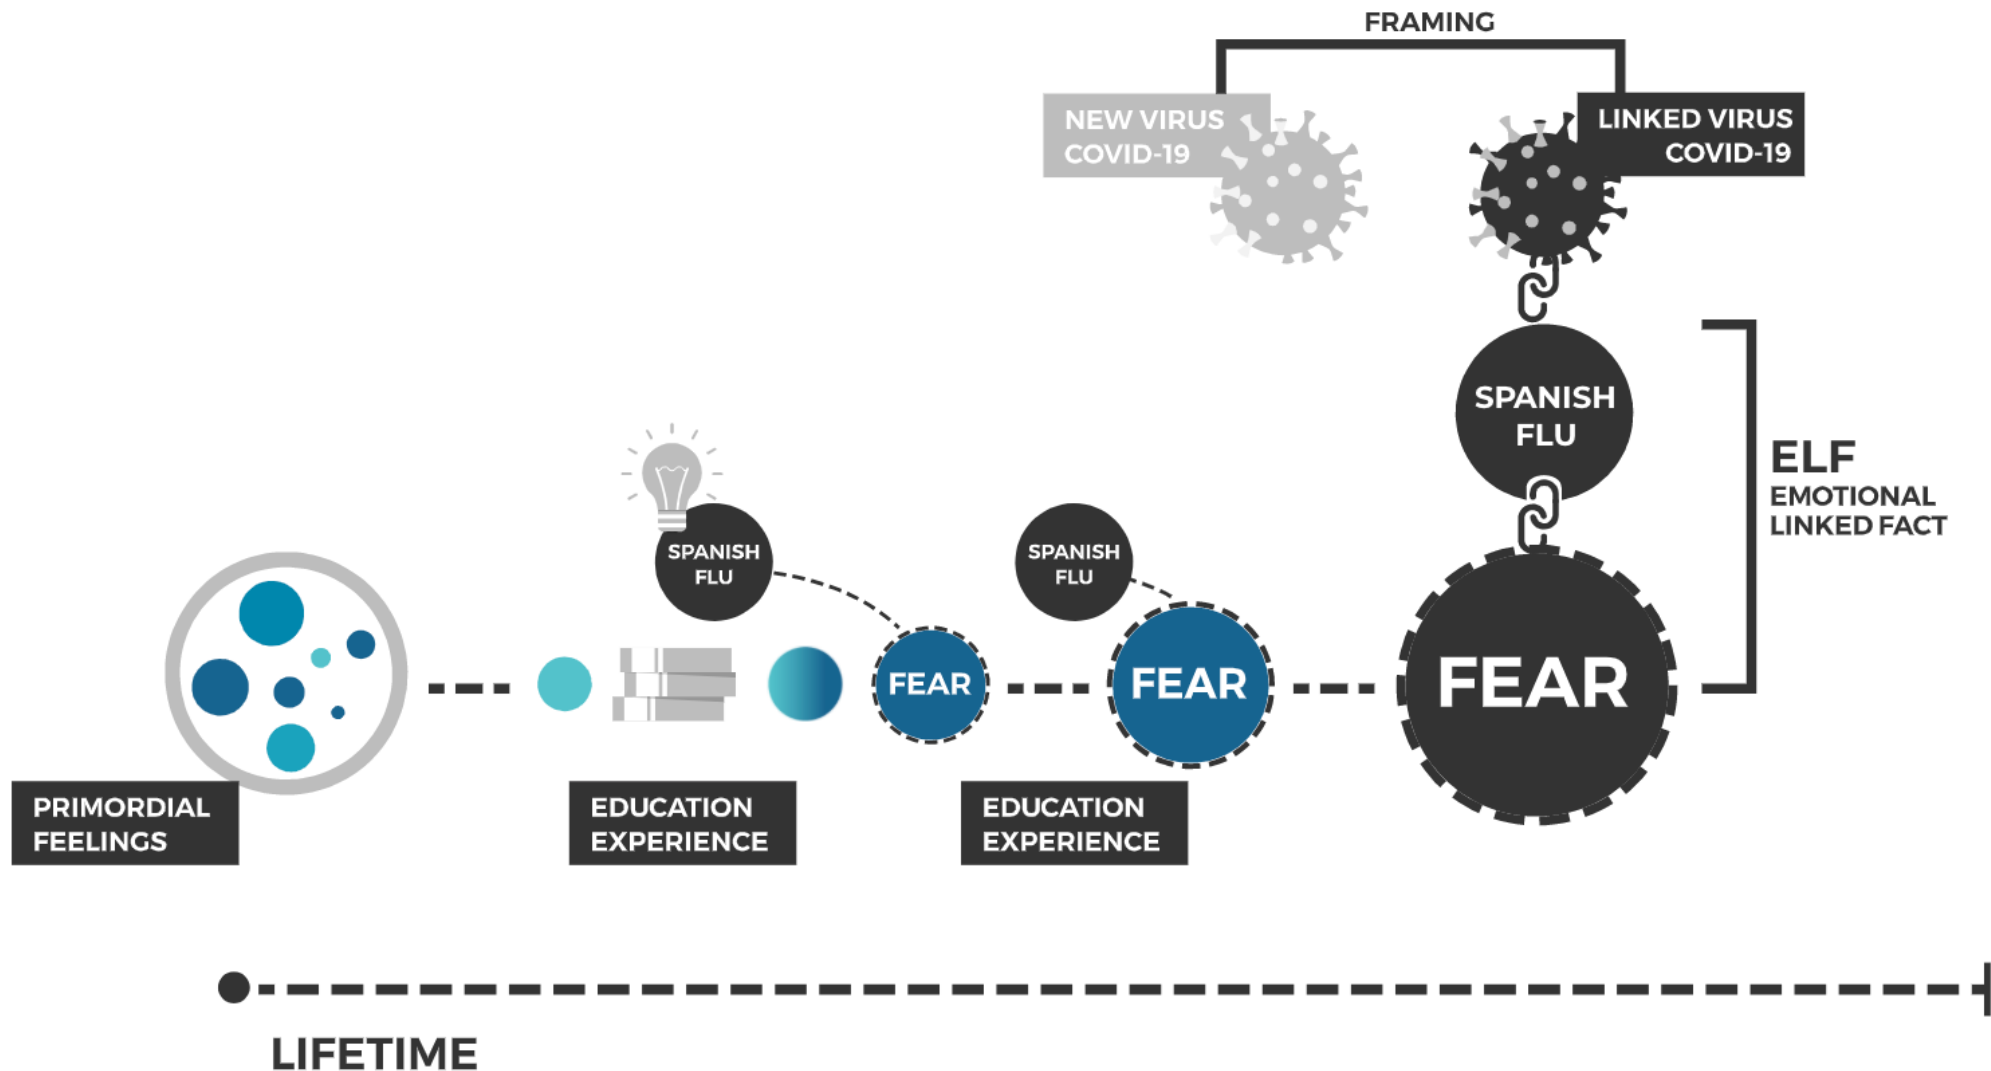 FRAMING
NEW VIRUS
COVID-19
LINKED VIRUS
COVID-19
SPANISH
FLU
ELF
EMOTIONAL
LINKED FACT
SPANISH
FLU
SPANISH
FLU
FEAR
FEAR
FEAR
PRIMORDIAL
FEELINGS
EDUCATION
EXPERIENCE
EDUCATION
EXPERIENCE
LIFETIME